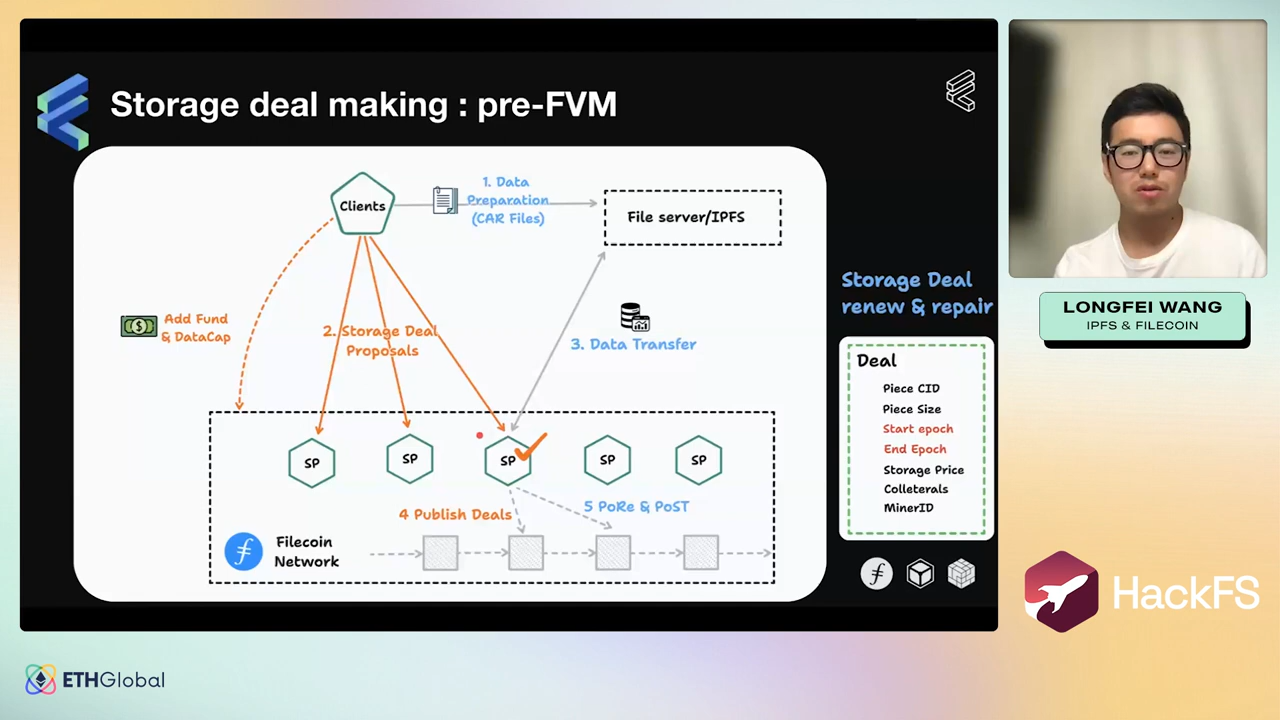 Storage deal making : pre-FVM
Clients
1. Data
Preparation
(CAR Files)
File server/IPFS
Add Fund
& DataCap
2. Storage Deal
Proposals
3. Data Transfer
SP
SP
SP
SP
SP
4 Publish Deals
5 PoRe & PoST
Filecoin
Network
Storage Deal
renew & repair
Deal
Piece CID
Piece Size
Start epoch
End Epoch
Storage Price
Colleterals
MinerID
LONGFEI WANG
IPFS & FILECOIN
HackFS
ETHGlobal